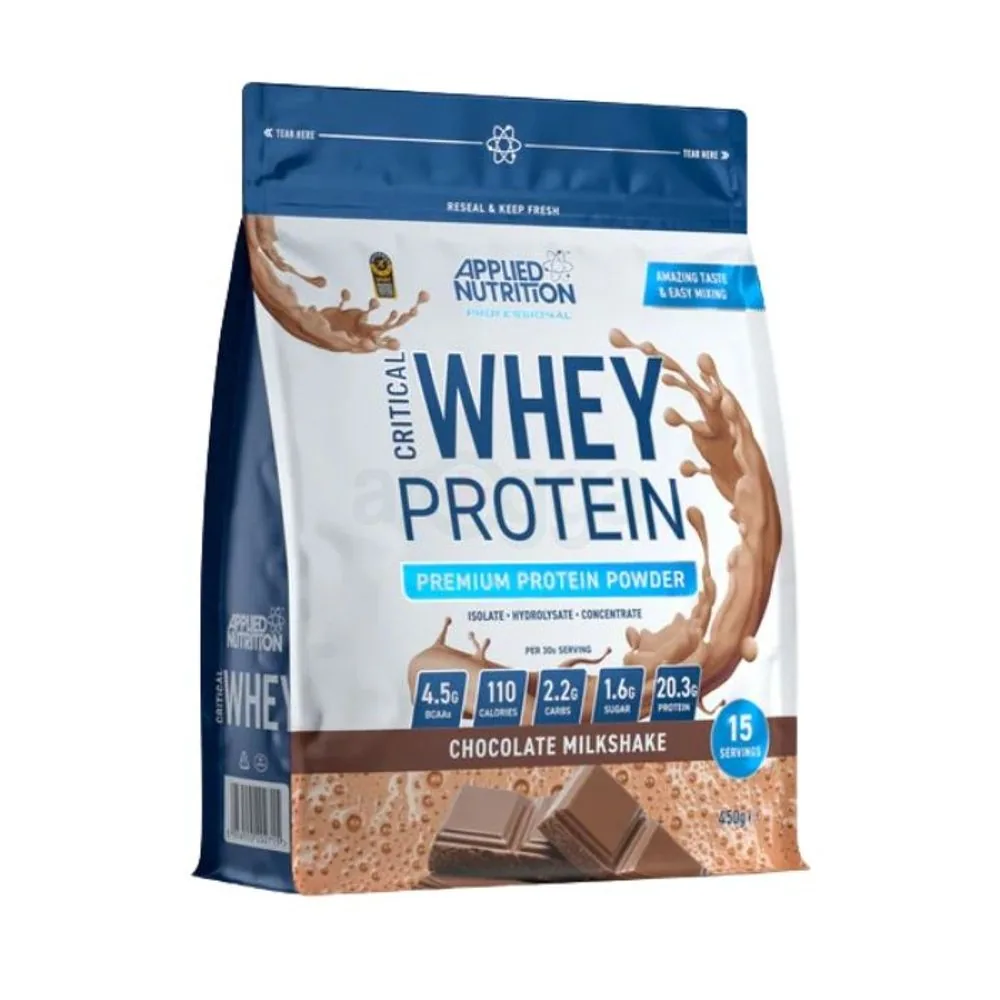 TEAR HERE
TEAR HERE
RESEAL & KEEP FRESH
APPLIED
NUTRITION
PROFESSIONAL
AMAZING TASTE
& EASY MIXING
CRITICAL
WHEY
PROTEIN
PREMIUM PROTEIN POWDER
ISOLATE • HYDROLYSATE • CONCENTRATE
PER 30G SERVING
4.5G
BCAAs
110
CALORIES
2.2G
CARBS
1.6G
SUGAR
20.3G
PROTEIN
CHOCOLATE MILKSHAKE
15
SERVINGS
450g
APPLIED
NUTRITION
CRITICAL
WHEY